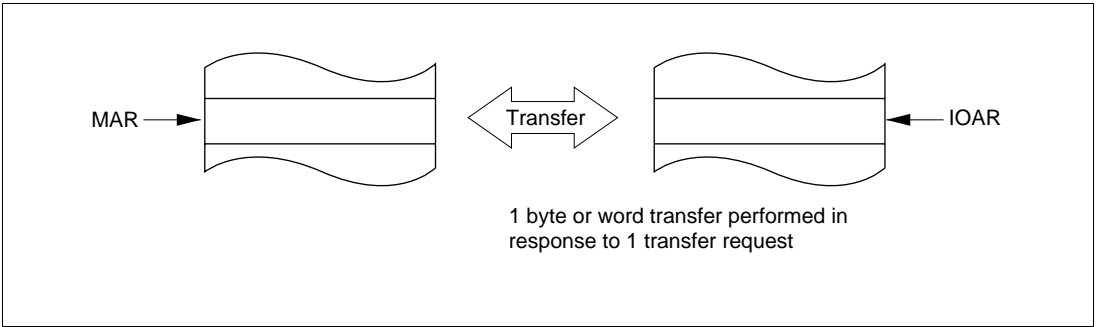 MAR
Transfer
IOAR
1 byte or word transfer performed in
response to 1 transfer request